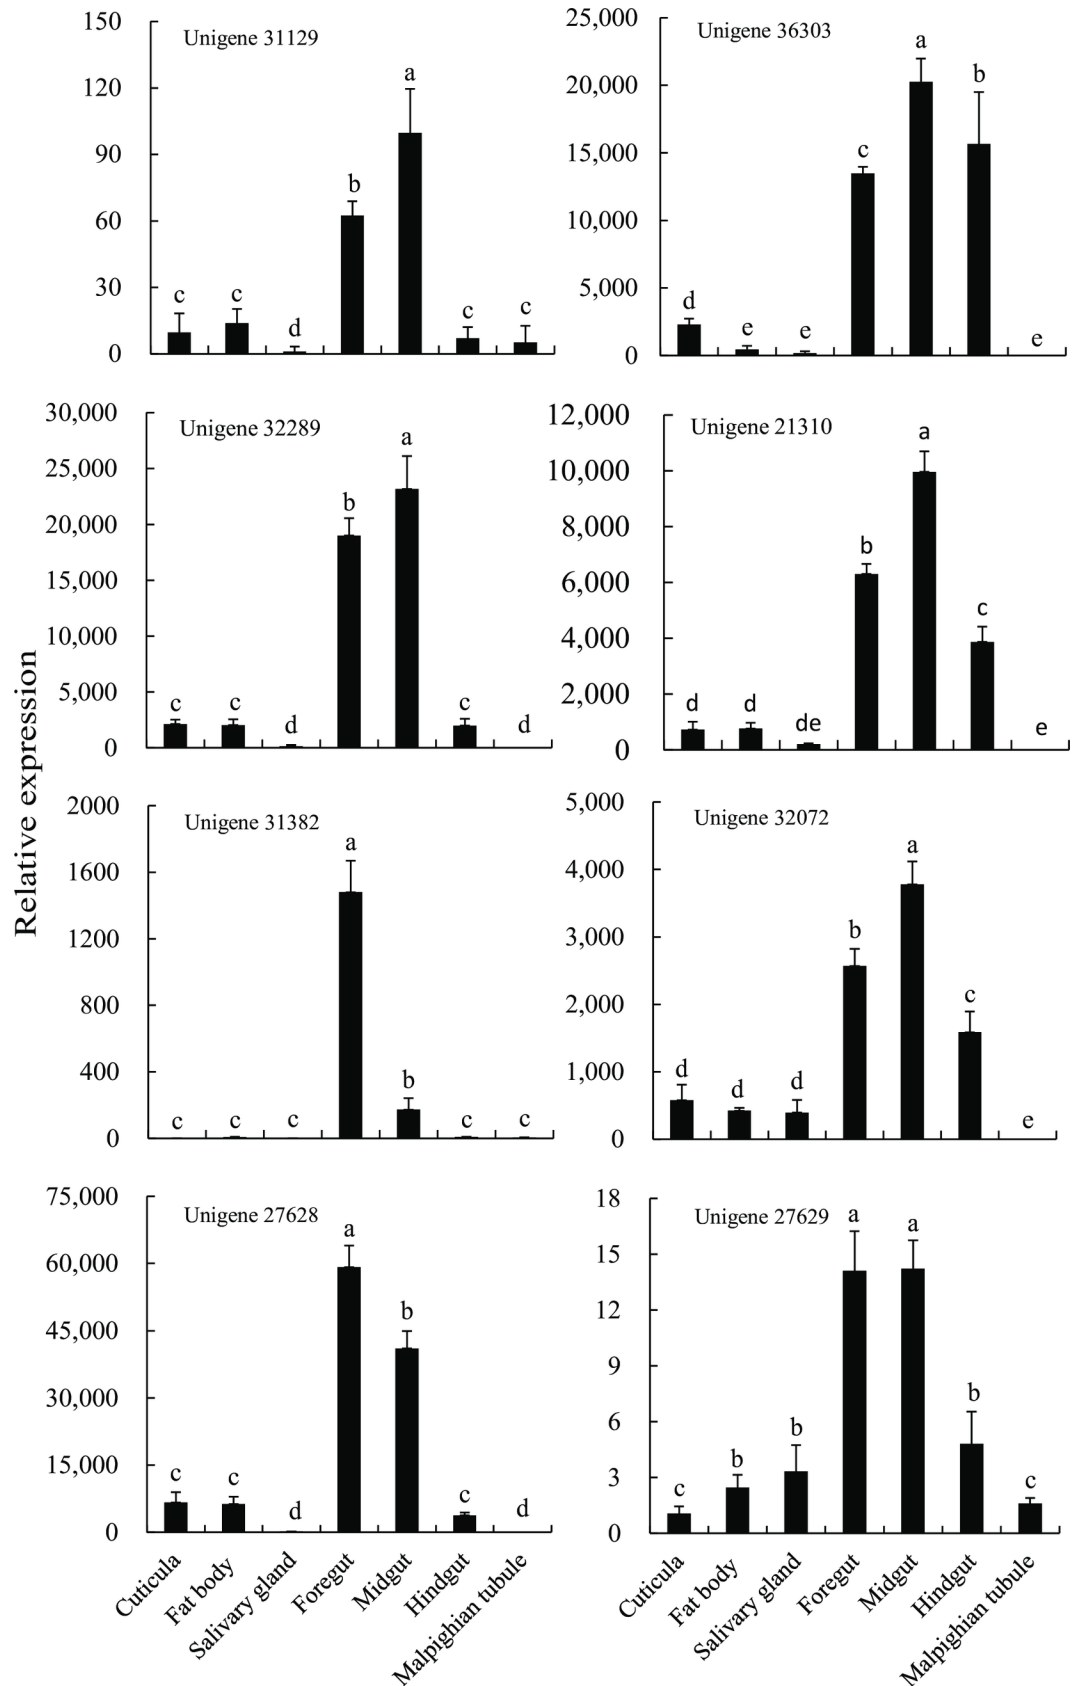 Relative expression
Unigene 31129
150
120
90
60
30
0
c
c
d
b
a
c
c
Unigene 36303
25,000
20,000
15,000
10,000
5,000
0
d
e
e
c
a
b
e
Unigene 32289
30,000
25,000
20,000
15,000
10,000
5,000
0
c
c
d
b
a
c
d
Unigene 21310
12,000
10,000
8,000
6,000
4,000
2,000
0
d
d
de
b
a
c
e
Unigene 31382
2000
1600
1200
800
400
0
c
c
c
a
b
c
c
Unigene 32072
5,000
4,000
3,000
2,000
1,000
0
d
d
d
b
a
c
e
Unigene 27628
75,000
60,000
45,000
30,000
15,000
0
c
c
d
a
b
c
d
Cuticula
Fat body
Salivary gland
Foregut
Midgut
Hindgut
Malpighian tubule
Unigene 27629
18
15
12
9
6
3
0
c
b
b
a
a
b
c
Cuticula
Fat body
Salivary gland
Foregut
Midgut
Hindgut
Malpighian tubule